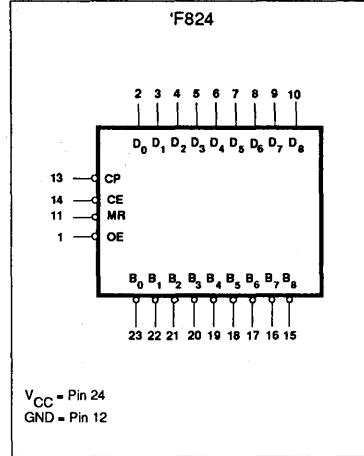 'F824
2 3 4 5 6 7 8 9 10
D0 D1 D2 D3 D4 D5 D6 D7 D8
13 CP
14 CE
11 MR
1 OE
B0 B1 B2 B3 B4 B5 B6 B7 B8
23 22 21 20 19 18 17 16 15
VCC = Pin 24
GND = Pin 12